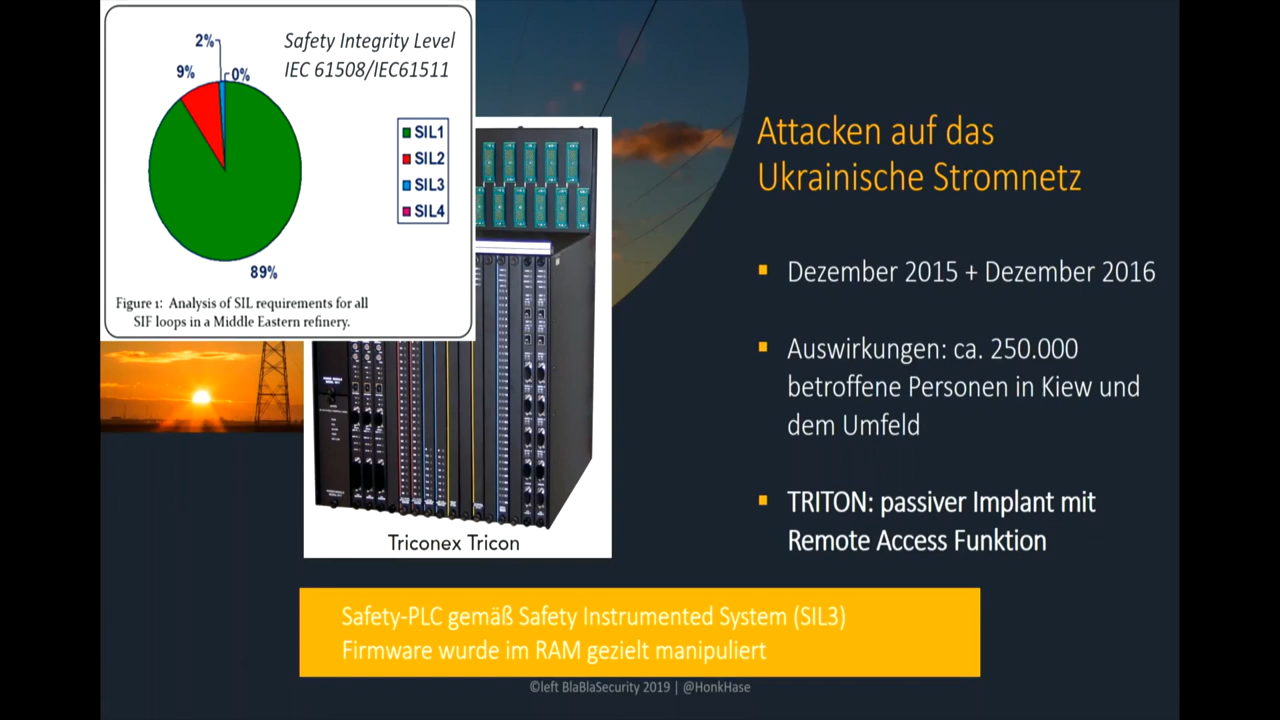 2%
9%
0%
Safety Integrity Level
IEC 61508/IEC61511
SIL1
SIL2
SIL3
SIL4
89%
Figure 1: Analysis of SIL requirements for all
SIF loops in a Middle Eastern refinery.
Triconex Tricon
Attacken auf das
Ukrainische Stromnetz
Dezember 2015 + Dezember 2016
Auswirkungen: ca. 250.000
betroffene Personen in Kiew und
dem Umfeld
TRITON: passiver Implant mit
Remote Access Funktion
Safety-PLC gemäß Safety Instrumented System (SIL3)
Firmware wurde im RAM gezielt manipuliert
©left BlaBlaSecurity 2019 | @HonkHase